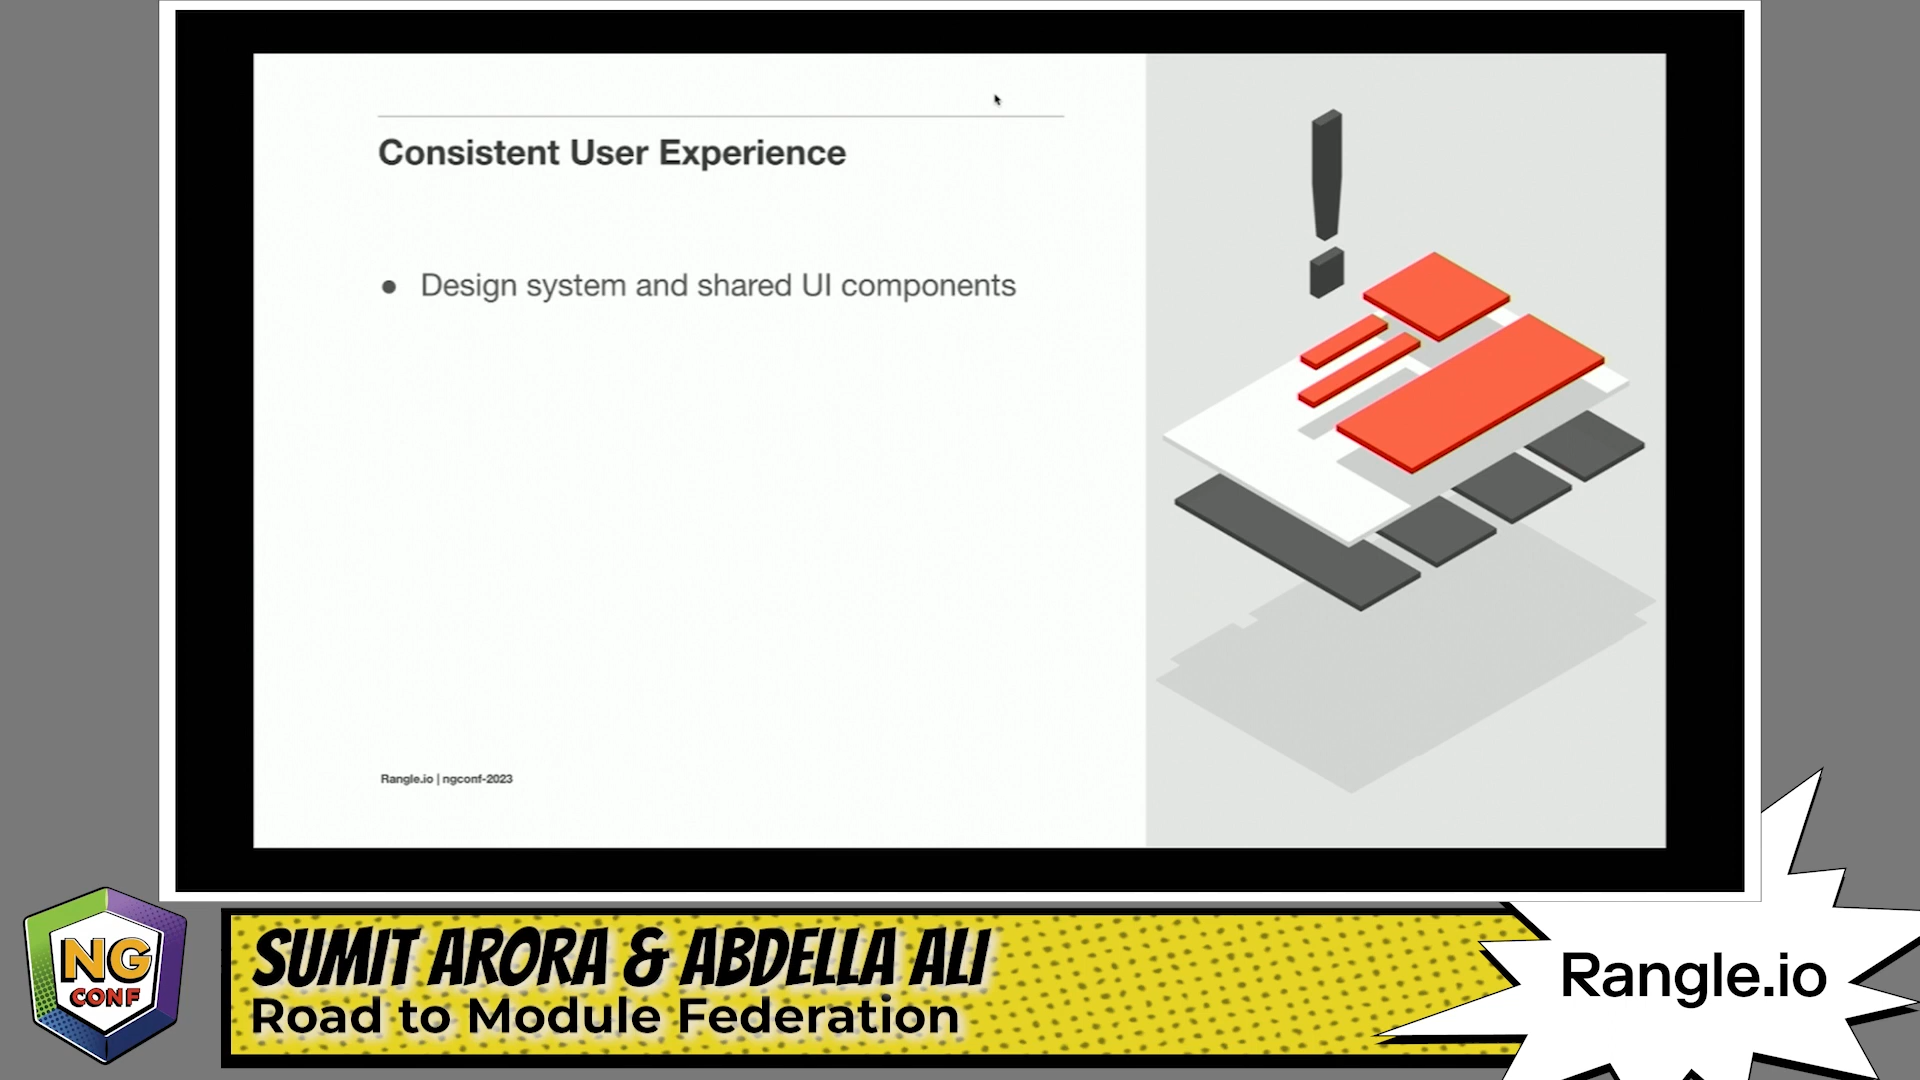 Consistent User Experience
● Design system and shared UI components
Rangle.io | ngconf-2023
NG
CONF
SUMIT ARORA & ABDELLA ALI
Road to Module Federation
Rangle.io